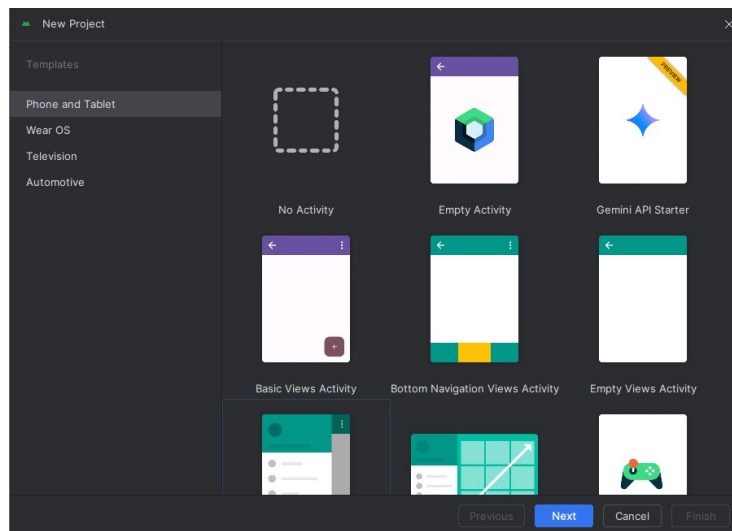 New Project
Templates
Phone and Tablet
Wear OS
Television
Automotive
PREVIEW
No Activity
Empty Activity
Gemini API Starter
Basic Views Activity
Bottom Navigation Views Activity
Empty Views Activity
Previous
Next
Cancel
Finish